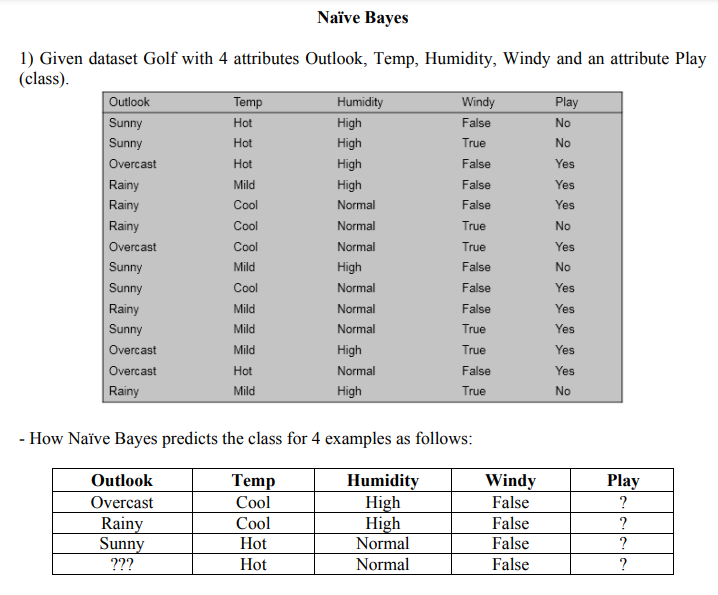 Naïve Bayes
1) Given dataset Golf with 4 attributes Outlook, Temp, Humidity, Windy and an attribute Play
(class).
Outlook Temp Humidity Windy Play
Sunny Hot High False No
Sunny Hot High True No
Overcast Hot High False Yes
Rainy Mild High False Yes
Rainy Cool Normal False Yes
Rainy Cool Normal True No
Overcast Cool Normal True Yes
Sunny Mild High False No
Sunny Cool Normal False Yes
Rainy Mild Normal False Yes
Sunny Mild Normal True Yes
Overcast Mild High True Yes
Overcast Hot Normal False Yes
Rainy Mild High True No
- How Naïve Bayes predicts the class for 4 examples as follows:
Outlook Temp Humidity Windy Play
Overcast Cool High False ?
Rainy Cool High False ?
Sunny Hot Normal False ?
??? Hot Normal False ?